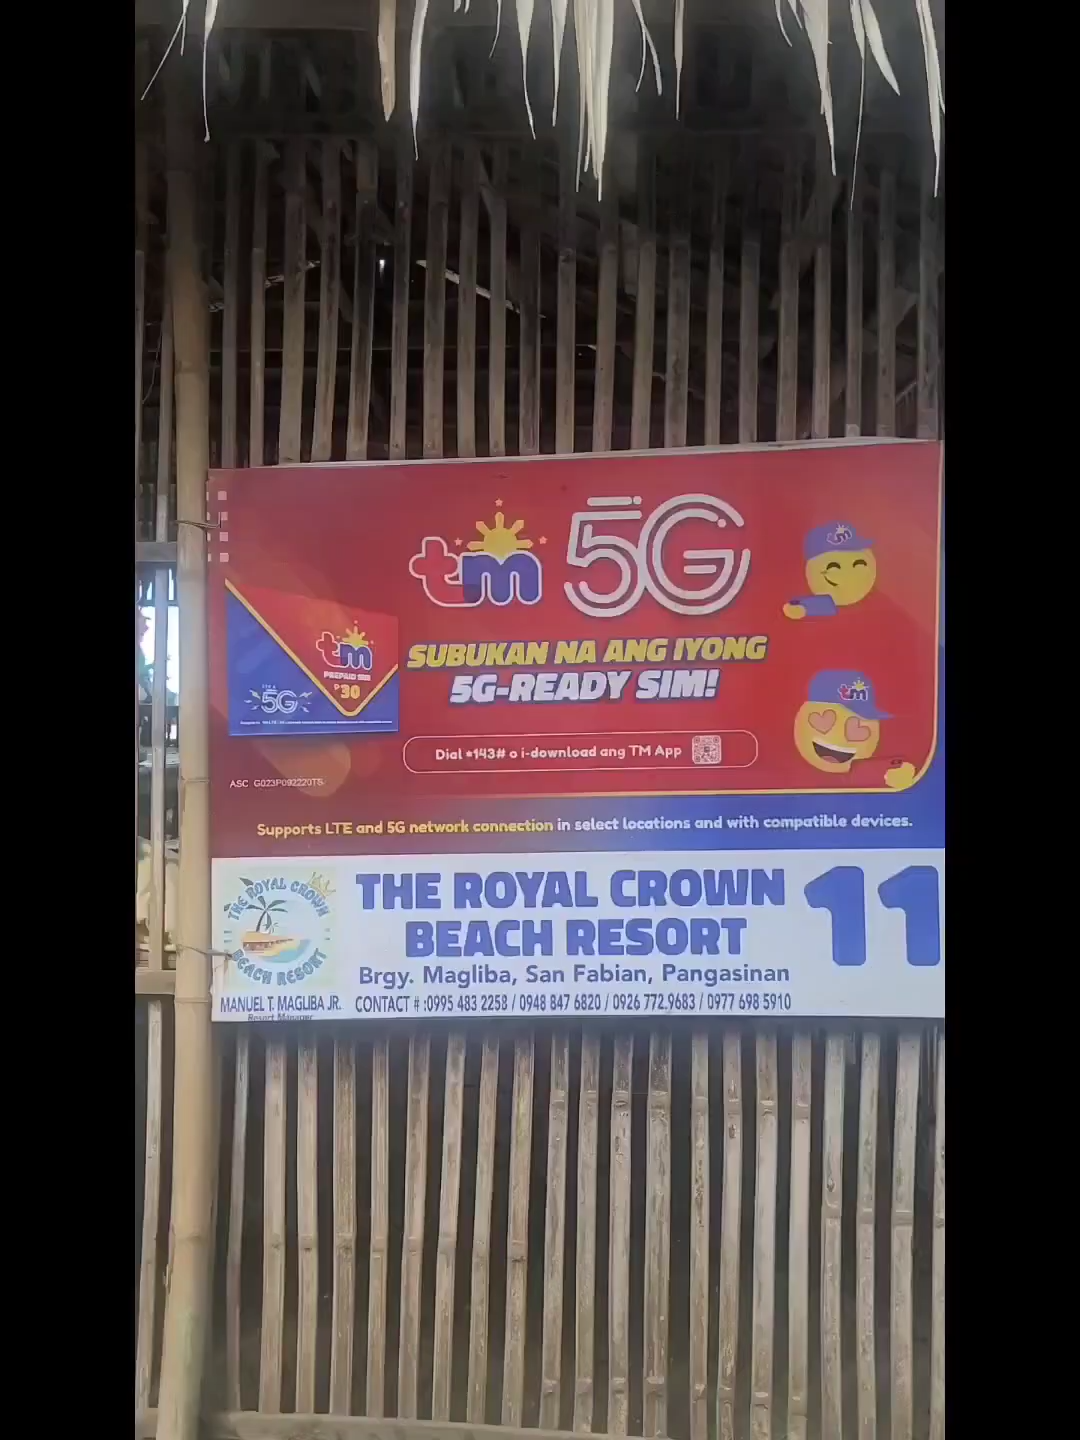 tm 5G
SUBUKAN NA ANG IYONG
5G-READY SIM!
tm
PREPAID SIM
₱30
5G
Dial *143# o i-download ang TM App
tm
tm
ASC G023P092220TS
Supports LTE and 5G network connection in select locations and with compatible devices.
THE ROYAL CROWN
BEACH RESORT
THE ROYAL CROWN
BEACH RESORT
11
Brgy. Magliba, San Fabian, Pangasinan
MANUEL T. MAGLIBA JR.
Resort Manager
CONTACT # :0995 483 2258 / 0948 847 6820 / 0926 772.9683 / 0977 698 5910